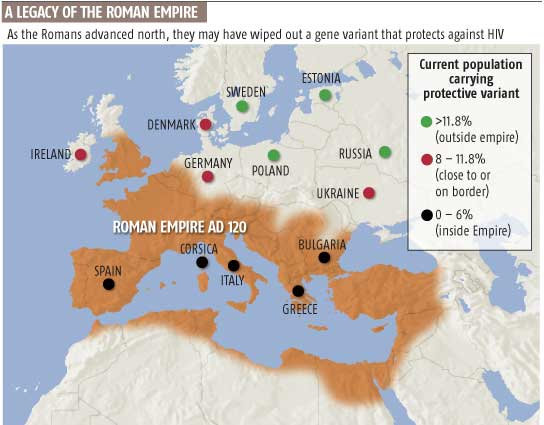 A LEGACY OF THE ROMAN EMPIRE
As the Romans advanced north, they may have wiped out a gene variant that protects against HIV
ESTONIA
SWEDEN
DENMARK
IRELAND
GERMANY
POLAND
RUSSIA
UKRAINE
ROMAN EMPIRE AD 120
CORSICA
BULGARIA
SPAIN
ITALY
GREECE
Current population
carrying
protective variant
>11.8%
(outside empire)
8 – 11.8%
(close to or
on border)
0 – 6%
(inside Empire)